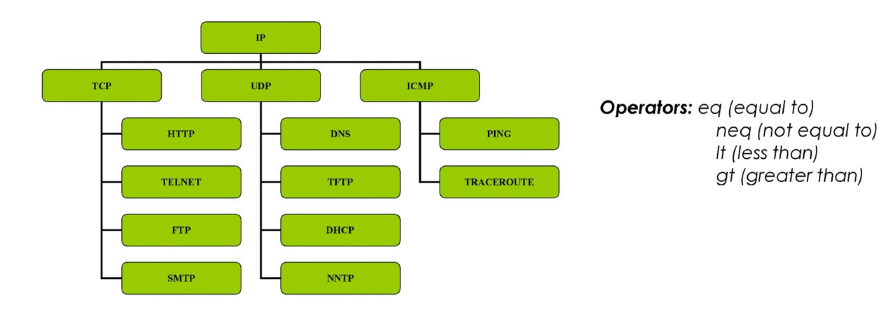 IP
TCP
UDP
ICMP
HTTP
DNS
PING
TELNET
TFTP
TRACEROUTE
FTP
DHCP
SMTP
NNTP
Operators: eq (equal to)
neq (not equal to)
lt (less than)
gt (greater than)